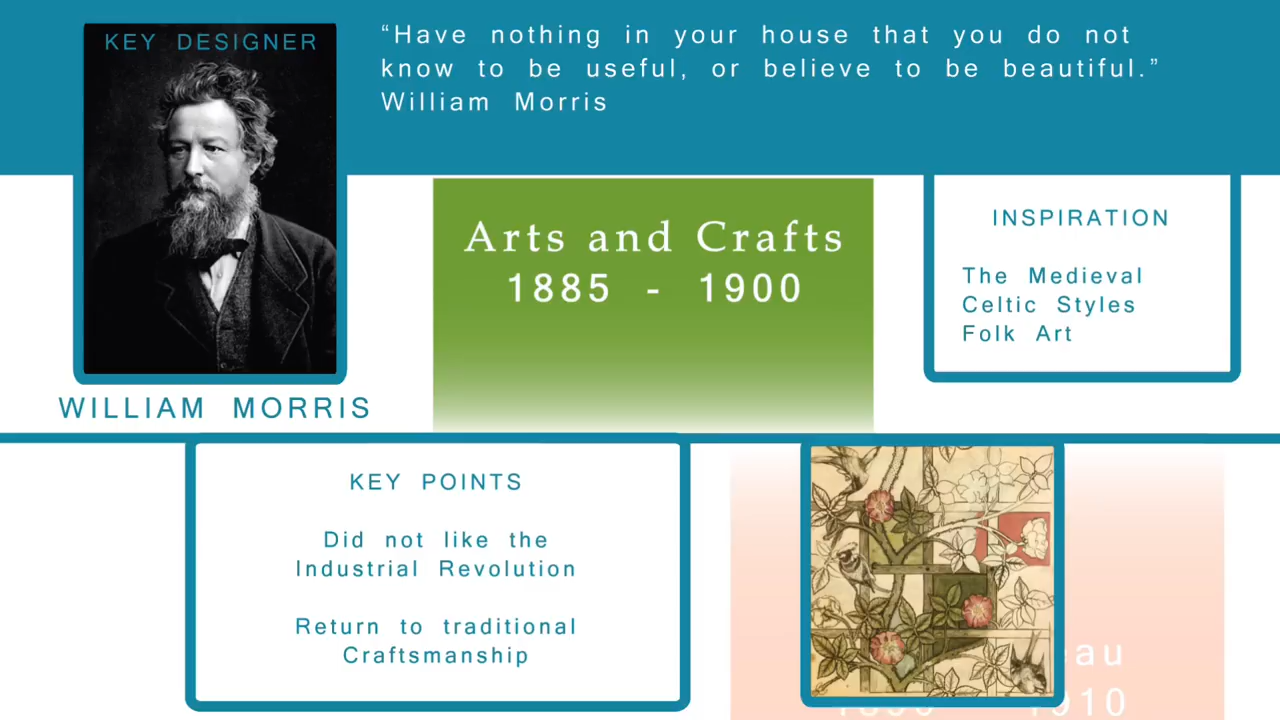 KEY DESIGNER
“Have nothing in your house that you do not
know to be useful, or believe to be beautiful.”
William Morris
Arts and Crafts
1885 - 1900
INSPIRATION
The Medieval
Celtic Styles
Folk Art
WILLIAM MORRIS
KEY POINTS
Did not like the
Industrial Revolution
Return to traditional
Craftsmanship